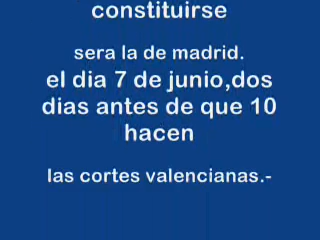 constituirse
sera la de madrid.
el dia 7 de junio,dos
dias antes de que 10
hacen
las cortes valencianas.-